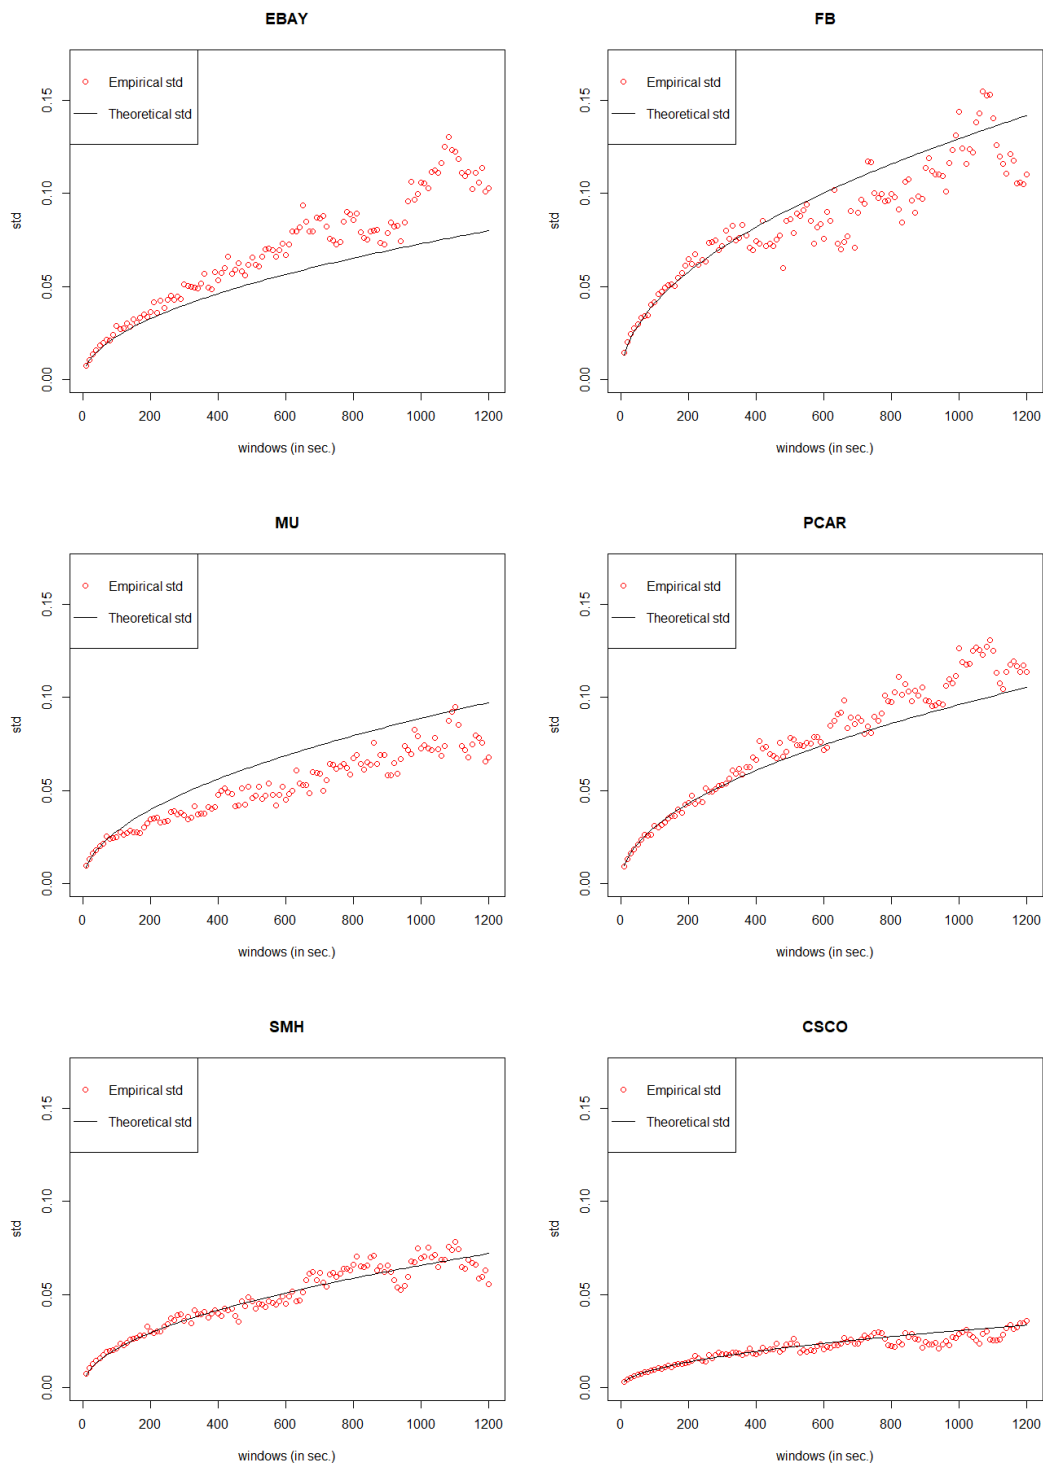 EBAY
Empirical std
Theoretical std
std
0.00 0.05 0.10 0.15
0 200 400 600 800 1000 1200
windows (in sec.)
FB
Empirical std
Theoretical std
std
0.00 0.05 0.10 0.15
0 200 400 600 800 1000 1200
windows (in sec.)
MU
Empirical std
Theoretical std
std
0.00 0.05 0.10 0.15
0 200 400 600 800 1000 1200
windows (in sec.)
PCAR
Empirical std
Theoretical std
std
0.00 0.05 0.10 0.15
0 200 400 600 800 1000 1200
windows (in sec.)
SMH
Empirical std
Theoretical std
std
0.00 0.05 0.10 0.15
0 200 400 600 800 1000 1200
windows (in sec.)
CSCO
Empirical std
Theoretical std
std
0.00 0.05 0.10 0.15
0 200 400 600 800 1000 1200
windows (in sec.)